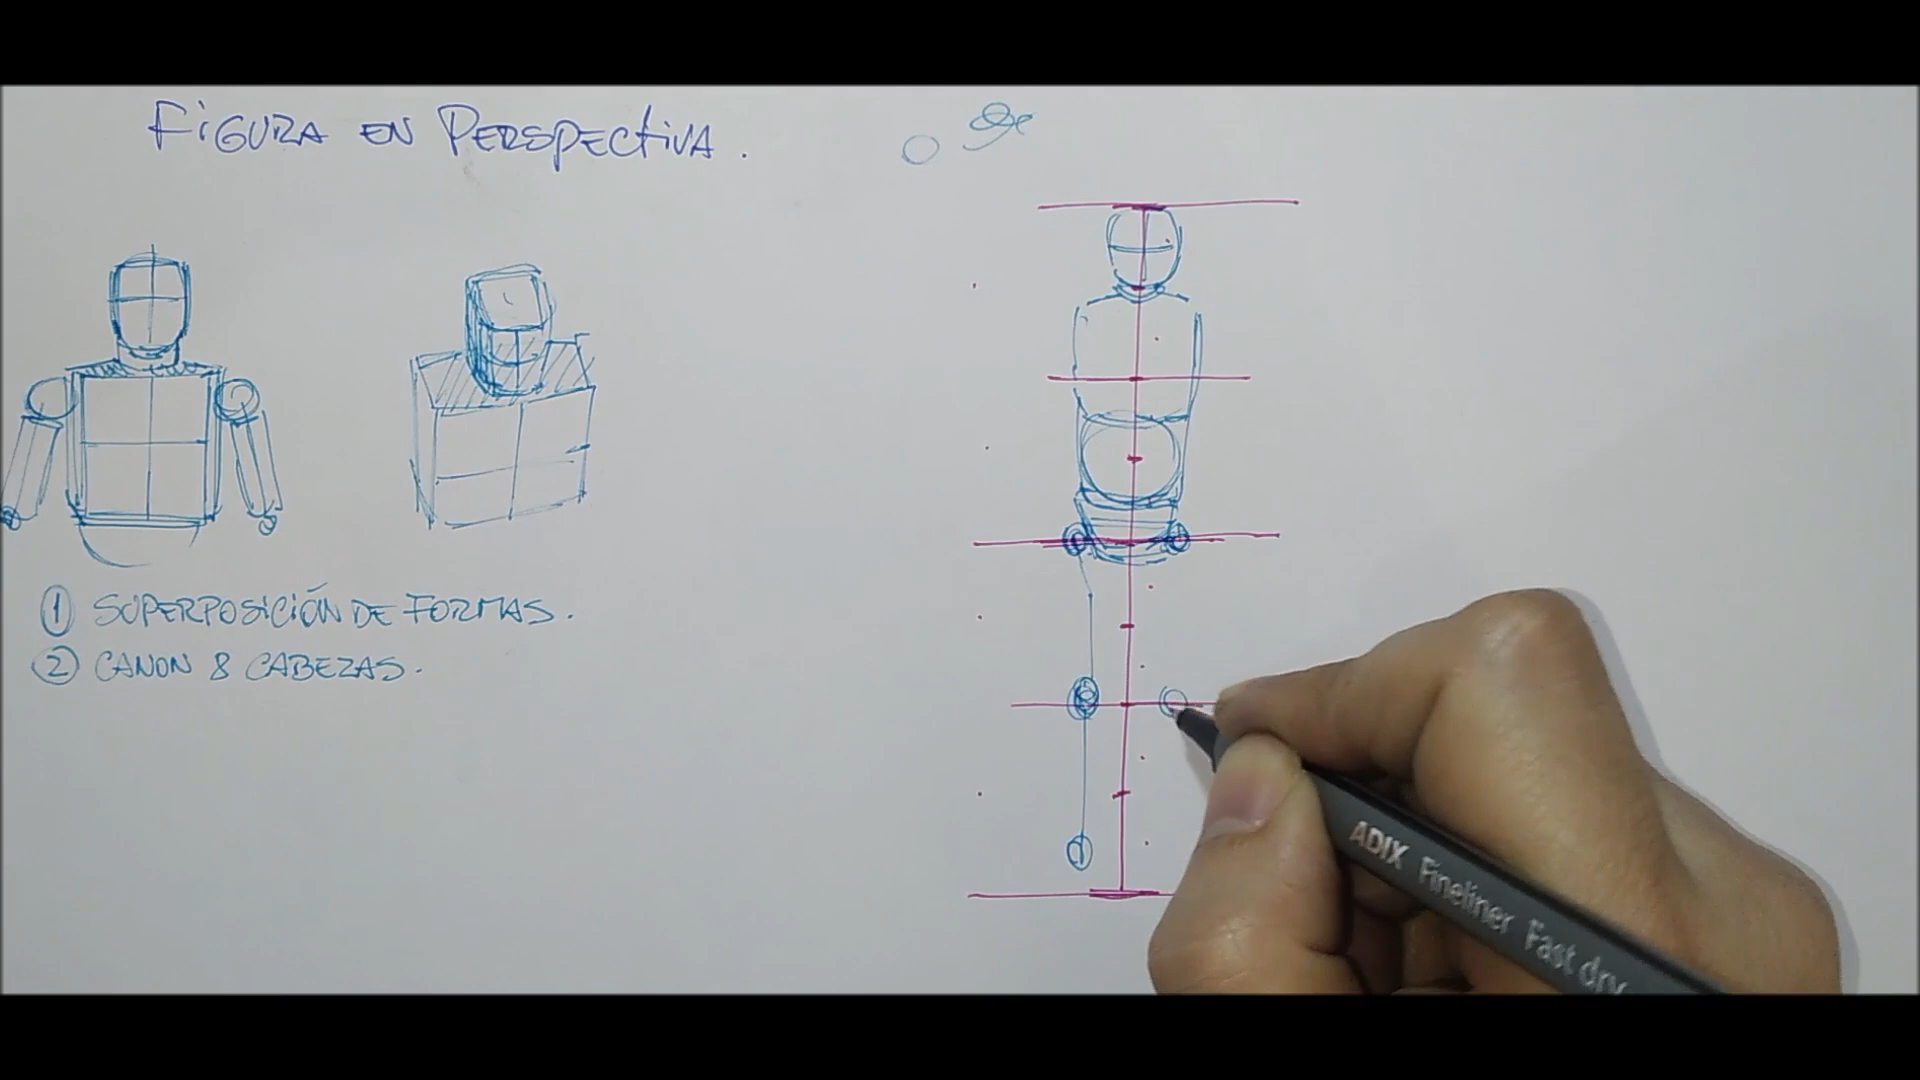 FiGURA EN PERSPECTiVA.
① SUPERPOSiCiÓN DE FORMAS.
② CANON 8 CABEZAS.
ADIX Fineliner Fast dry